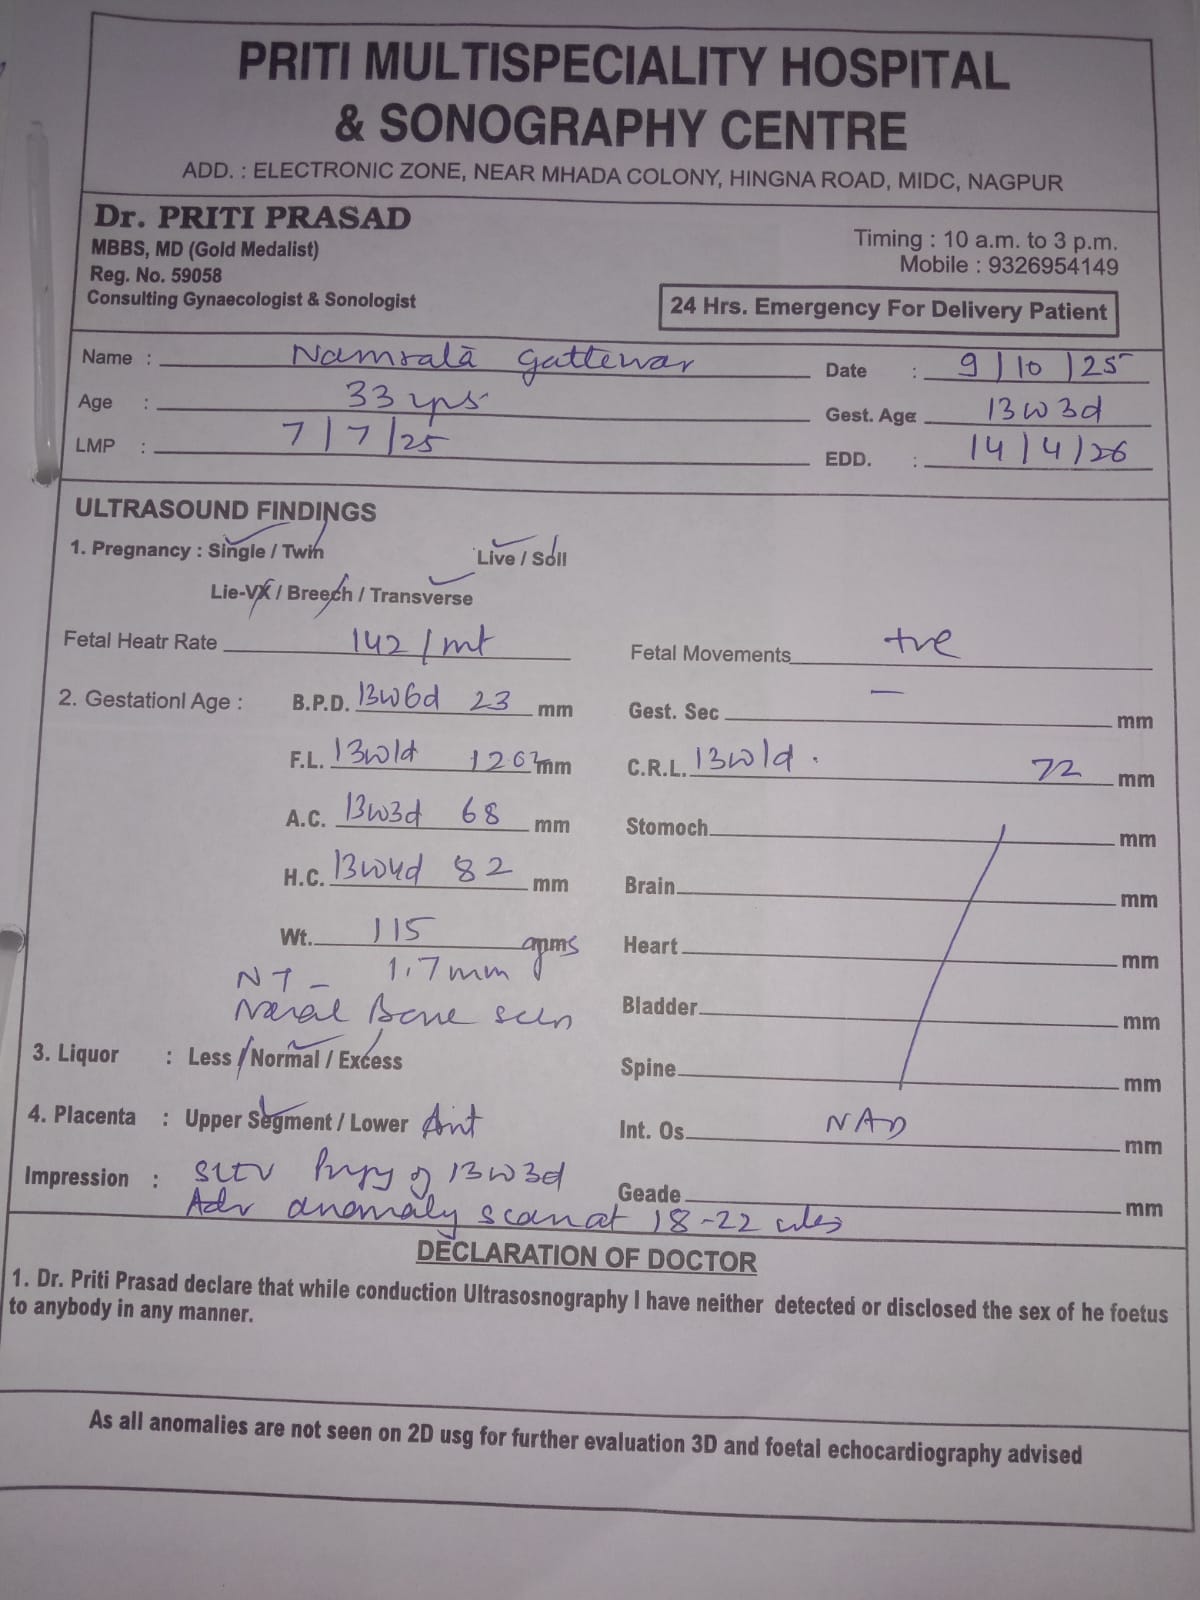 PRITI MULTISPECIALITY HOSPITAL
& SONOGRAPHY CENTRE
ADD. : ELECTRONIC ZONE, NEAR MHADA COLONY, HINGNA ROAD, MIDC, NAGPUR
Dr. PRITI PRASAD
MBBS, MD (Gold Medalist)
Reg. No. 59058
Consulting Gynaecologist & Sonologist
Timing : 10 a.m. to 3 p.m.
Mobile : 9326954149
24 Hrs. Emergency For Delivery Patient
Name : Namrata Gattewar
Date : 9/10/25
Age : 33 yrs
Gest. Age 13w3d
LMP : 7/7/25
EDD. : 14/4/26
ULTRASOUND FINDINGS
1. Pregnancy : Single / Twin Live / Soll
Lie-VX / Breech / Transverse
Fetal Heatr Rate 142/mt Fetal Movements +ve
2. Gestationl Age : B.P.D. 13w6d 23 mm Gest. Sec — mm
F.L. 13w1d mm C.R.L. 13w1d. 72 mm
A.C. 13w3d 68 mm Stomoch mm
H.C. 13w4d 82 mm Brain mm
Wt. 115 gms Heart mm
NT - 1.7mm
Nasal Bone seen Bladder mm
3. Liquor : Less / Normal / Excess Spine mm
4. Placenta : Upper Segment / Lower Ant Int. Os NAD mm
Impression : SLIU Pregy of 13w3d Geade mm
Adv anomaly scan at 18-22 wks
DECLARATION OF DOCTOR
1. Dr. Priti Prasad declare that while conduction Ultrasosnography I have neither detected or disclosed the sex of he foetus
to anybody in any manner.
As all anomalies are not seen on 2D usg for further evaluation 3D and foetal echocardiography advised